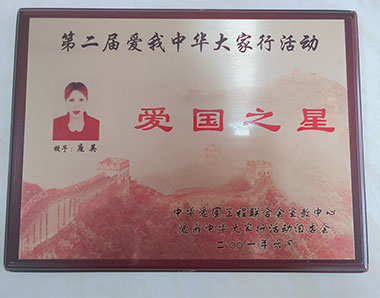 第二届爱我中华大家行活动
爱国之星
授予：庞英
中华爱国工程联合会宣教中心
爱我中华大家行活动组委会
二〇〇一年六月